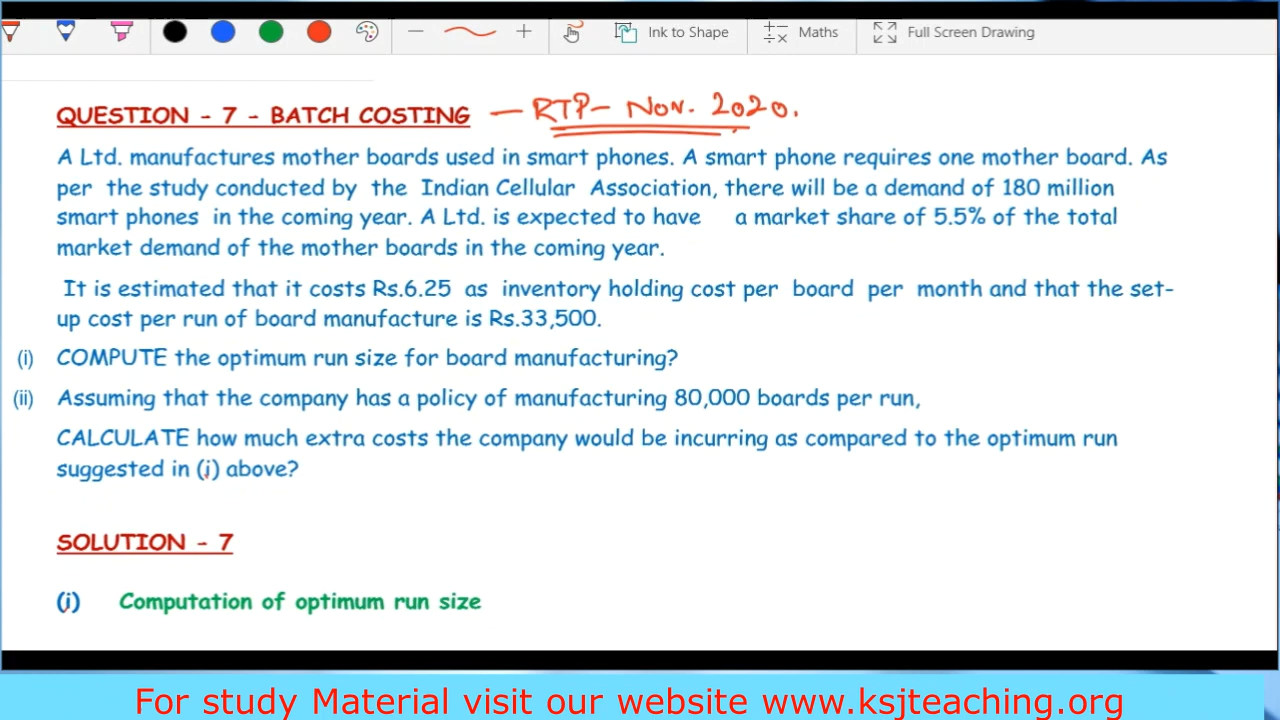 Ink to Shape Maths Full Screen Drawing
QUESTION - 7 - BATCH COSTING — RTP - Nov. 2020.
A Ltd. manufactures mother boards used in smart phones. A smart phone requires one mother board. As
per the study conducted by the Indian Cellular Association, there will be a demand of 180 million
smart phones in the coming year. A Ltd. is expected to have a market share of 5.5% of the total
market demand of the mother boards in the coming year.
It is estimated that it costs Rs.6.25 as inventory holding cost per board per month and that the set-
up cost per run of board manufacture is Rs.33,500.
(i) COMPUTE the optimum run size for board manufacturing?
(ii) Assuming that the company has a policy of manufacturing 80,000 boards per run,
CALCULATE how much extra costs the company would be incurring as compared to the optimum run
suggested in (i) above?
SOLUTION - 7
(i) Computation of optimum run size
For study Material visit our website www.ksjteaching.org